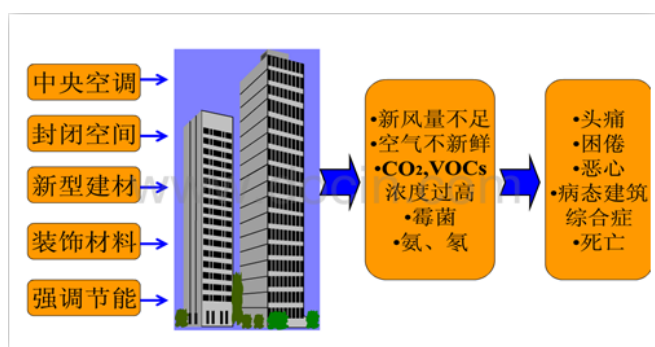 中央空调
封闭空间
新型建材
装饰材料
强调节能
•新风量不足
•空气不新鲜
•CO₂,VOCs
浓度过高
•霉菌
•氨、氡
•头痛
•困倦
•恶心
•病态建筑
综合症
•死亡